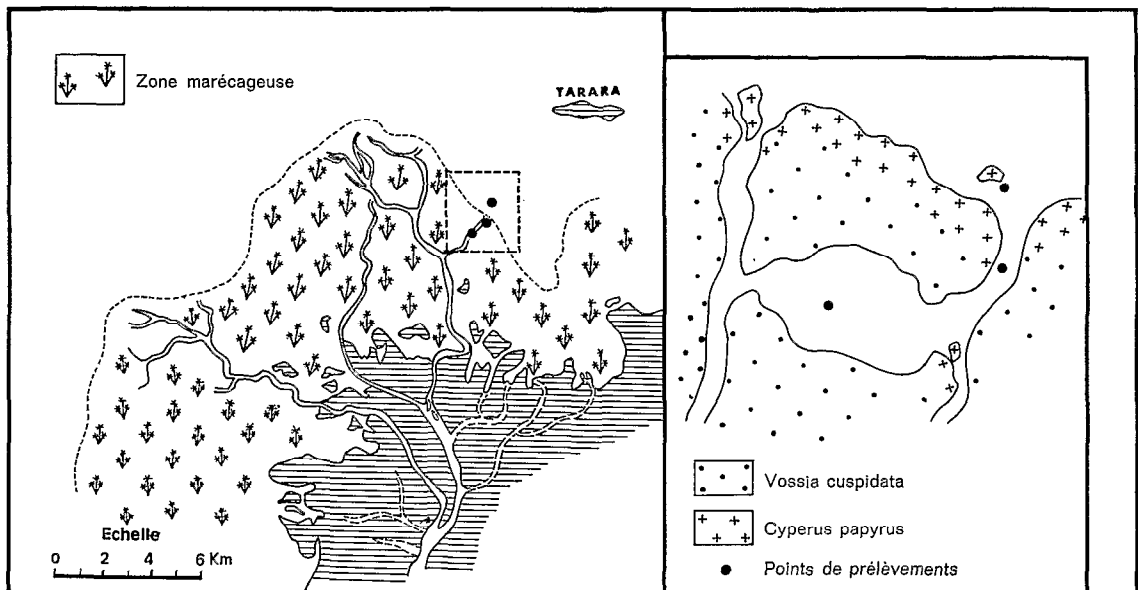 Zone marécageuse
TARARA
Echelle
0 2 4 6 Km
Vossia cuspidata
Cyperus papyrus
Points de prélèvements